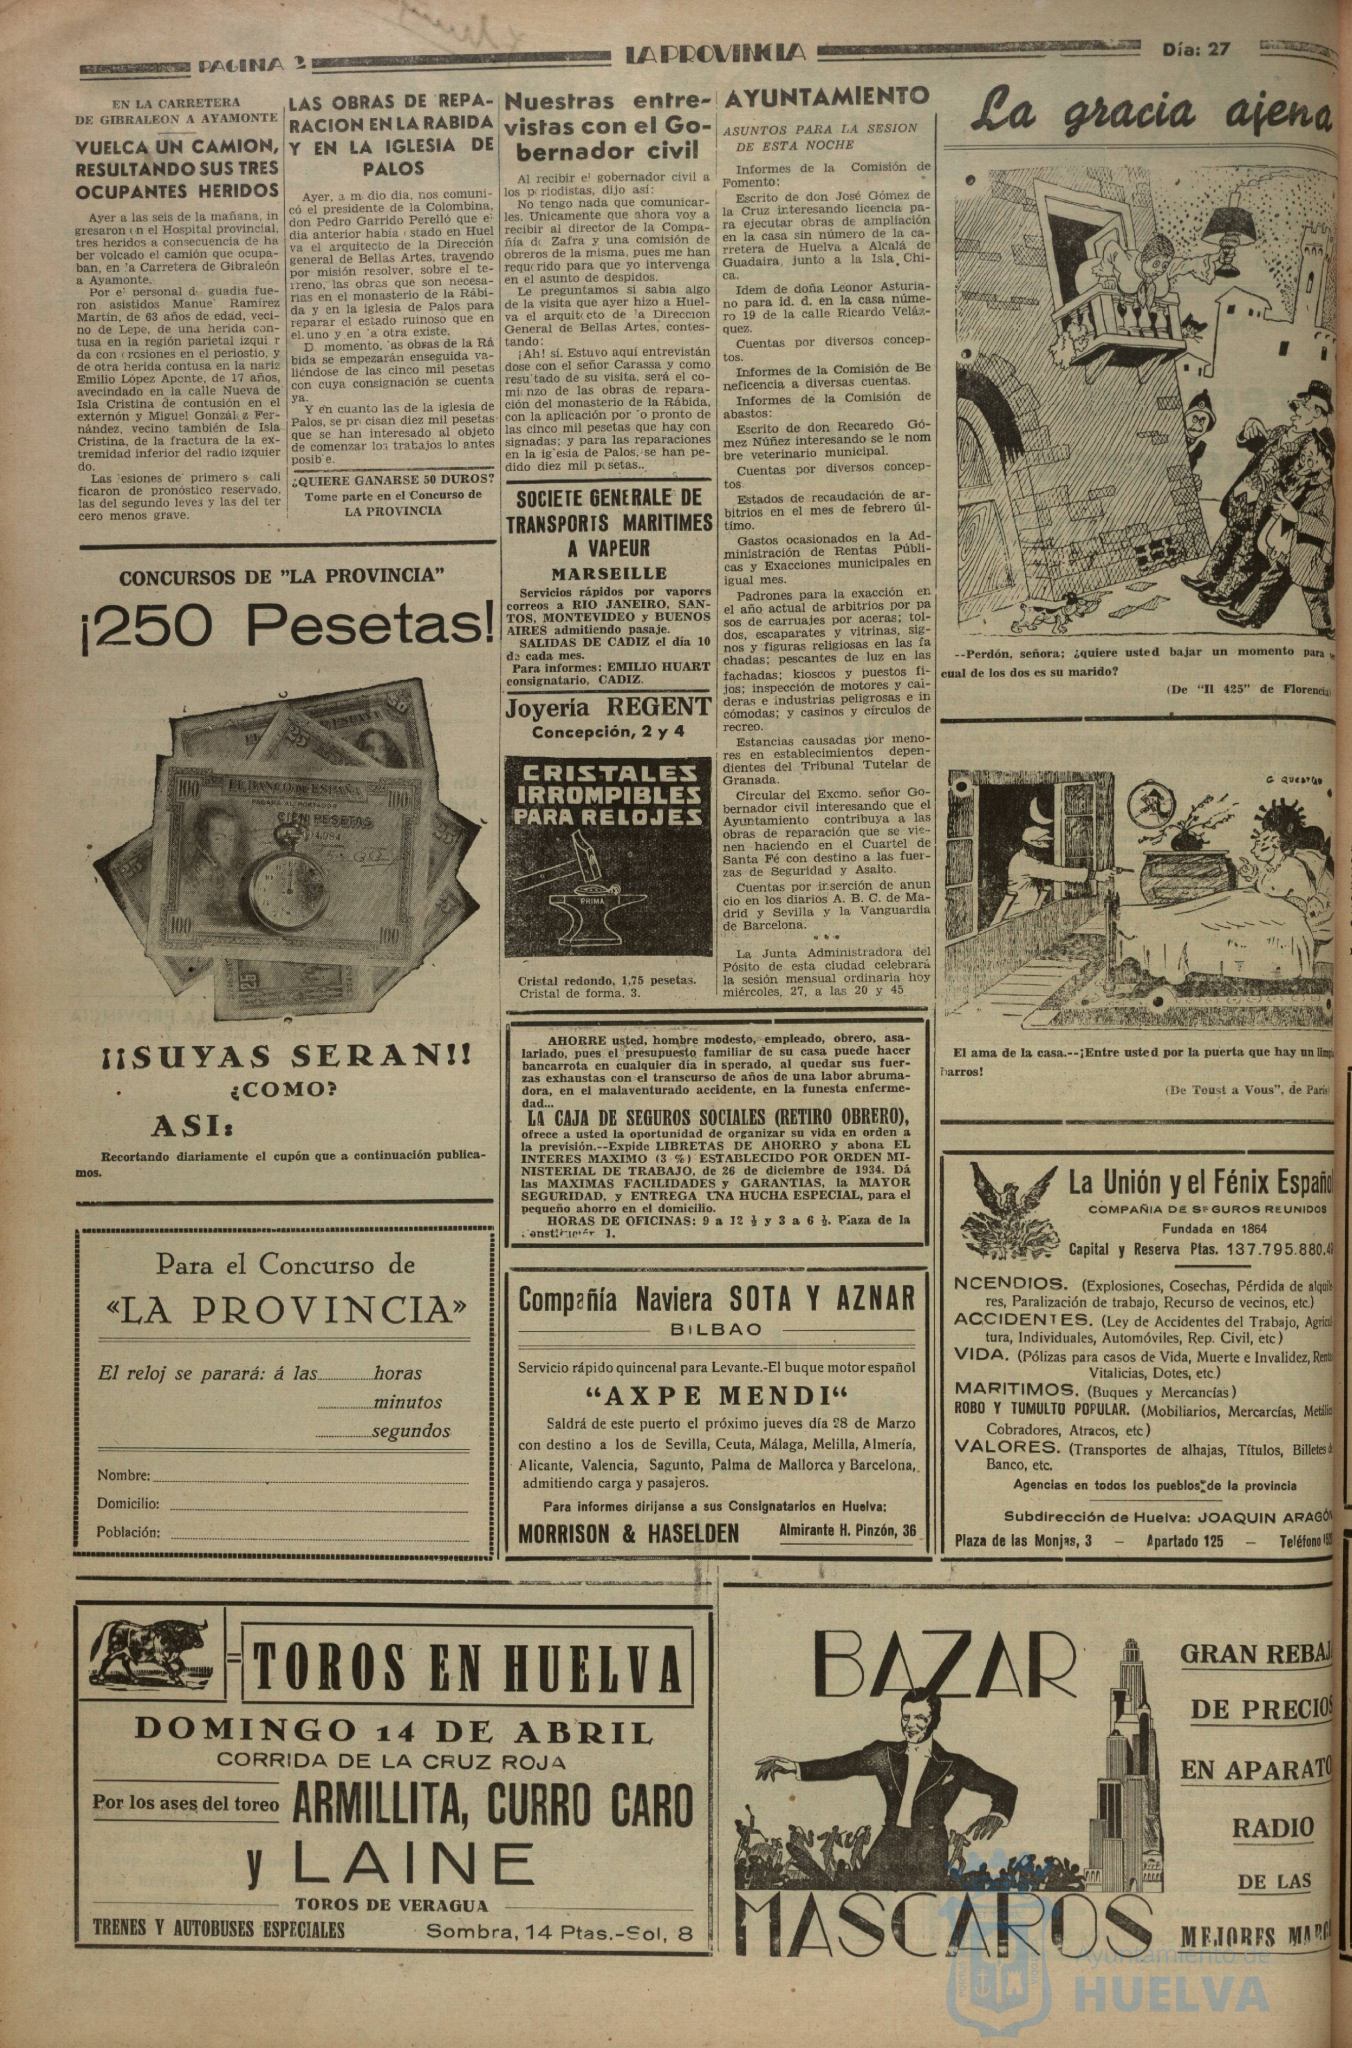 PAGINA 2
LA PROVINCIA
Día: 27
EN LA CARRETERA
DE GIBRALEON A AYAMONTE
VUELCA UN CAMION,
RESULTANDO SUS TRES
OCUPANTES HERIDOS
Ayer a las seis de la mañana, in
gresaron en el Hospital provincial,
tres heridos a consecuencia de ha
ber volcado el camión que ocupa-
ban, en la Carretera de Gibraleón
a Ayamonte.
Por el personal de guadia fue-
ron asistidos Manuel Ramírez
Martín, de 63 años de edad, veci-
no de Lepe, de una herida con-
tusa en la región parietal izqui r
da con erosiones en el periostio, y
de otra herida contusa en la nariz
Emilio López Aponte, de 17 años,
avecindado en la calle Nueva de
Isla Cristina de contusión en el
externón y Miguel González Fer-
nández, vecino también de Isla
Cristina, de la fractura de la ex-
tremidad inferior del radio izquier
do.
Las lesiones del primero se cali
ficaron de pronóstico reservado,
las del segundo leves y las del ter
cero menos grave.
LAS OBRAS DE REPA-
RACION EN LA RABIDA
Y EN LA IGLESIA DE
PALOS
Ayer, a m dio dia, nos comuni-
có el presidente de la Colombina,
don Pedro Garrido Perelló que el
dia anterior habia estado en Huel
va el arquitecto de la Dirección
general de Bellas Artes, trayendo
por misión resolver, sobre el te-
rreno, las obras que son necesa-
rias en el monasterio de la Rábi-
da y en la iglesia de Palos para
reparar el estado ruinoso que en
el uno y en la otra existe.
D momento, las obras de la Rá
bida se empezarán enseguida va-
liéndose de las cinco mil pesetas
con cuya consignación se cuenta
ya.
Y en cuanto las de la iglesia de
Palos, se precisan diez mil pesetas
que se han interesado al objeto
de comenzar los trabajos lo antes
posible.
¿QUIERE GANARSE 50 DUROS?
Tome parte en el Concurso de
LA PROVINCIA
Nuestras entre-
vistas con el Go-
bernador civil
Al recibir el gobernador civil a
los periodistas, dijo así:
No tengo nada que comunicar-
les. Unicamente que ahora voy a
recibir al director de la Compa-
ñía de Zafra y una comisión de
obreros de la misma, pues me han
requerido para que yo intervenga
en el asunto de despidos.
Le preguntamos si sabia algo
de la visita que ayer hizo a Huel-
va el arquitecto de la Direccion
General de Bellas Artes, contes-
tando:
¡Ah! sí. Estuvo aquí entrevistán
dose con el señor Carassa y como
resultado de su visita, será el co-
mienzo de las obras de repara-
ción del monasterio de la Rábida,
con la aplicación por lo pronto de
las cinco mil pesetas que hay con
signadas; y para las reparaciones
en la iglesia de Palos, se han pe-
dido diez mil pesetas..
SOCIETE GENERALE DE
TRANSPORTS MARITIMES
A VAPEUR
MARSEILLE
Servicios rápidos por vapores
correos a RIO JANEIRO, SAN-
TOS, MONTEVIDEO y BUENOS
AIRES admitiendo pasaje.
SALIDAS DE CADIZ el día 10
de cada mes.
Para informes: EMILIO HUART
consignatario, CADIZ.
Joyería REGENT
Concepción, 2 y 4
CRISTALES
IRROMPIBLES
PARA RELOJES
PRIMA
Cristal redondo, 1,75 pesetas.
Cristal de forma, 3.
AYUNTAMIENTO
ASUNTOS PARA LA SESION
DE ESTA NOCHE
Informes de la Comisión de
Fomento:
Escrito de don José Gómez de
la Cruz interesando licencia pa-
ra ejecutar obras de ampliación
en la casa sin número de la ca-
rretera de Huelva a Alcalá de
Guadaira, junto a la Isla Chi-
ca.
Idem de doña Leonor Asturia-
no para id. d. en la casa núme-
ro 19 de la calle Ricardo Veláz-
quez.
Cuentas por diversos concep-
tos.
Informes de la Comisión de Be
neficencia a diversas cuentas.
Informes de la Comisión de
abastos:
Escrito de don Recaredo Gó-
mez Núñez interesando se le nom
bre veterinario municipal.
Cuentas por diversos concep-
tos
Estados de recaudación de ar-
bitrios en el mes de febrero úl-
timo.
Gastos ocasionados en la Ad-
ministración de Rentas Públi-
cas y Exacciones municipales en
igual mes.
Padrones para la exacción en
el año actual de arbitrios por pa
sos de carruajes por aceras; tol-
dos, escaparates y vitrinas, sig-
nos y figuras religiosas en las fa
chadas; pescantes de luz en las
fachadas; kioscos y puestos fi-
jos; inspección de motores y cal-
deras e industrias peligrosas e in
cómodas; y casinos y círculos de
recreo.
Estancias causadas por meno-
res en establecimientos depen-
dientes del Tribunal Tutelar de
Granada.
Circular del Excmo. señor Go-
bernador civil interesando que el
Ayuntamiento contribuya a las
obras de reparación que se vie-
nen haciendo en el Cuartel de
Santa Fé con destino a las fuer-
zas de Seguridad y Asalto.
Cuentas por inserción de anun
cio en los diarios A. B. C. de Ma-
drid y Sevilla y la Vanguardia
de Barcelona.
* * *
La Junta Administradora del
Pósito de esta ciudad celebrará
la sesión mensual ordinaria hoy
miércoles, 27, a las 20 y 45
La gracia ajena
--Perdón, señora; ¿quiere usted bajar un momento para
cual de los dos es su marido?
(De "Il 425" de Florencia)
El ama de la casa.--¡Entre usted por la puerta que hay un limpia
barros!
(De Toust a Vous", de París)
CONCURSOS DE "LA PROVINCIA"
¡250 Pesetas!
EL BANCO DE ESPAÑA
CIEN PESETAS
100
25
¡¡SUYAS SERAN!!
¿COMO?
ASI:
Recortando diariamente el cupón que a continuación publica-
mos.
Para el Concurso de
«LA PROVINCIA»
El reloj se parará: á las horas
minutos
segundos
Nombre:
Domicilio:
Población:
AHORRE usted, hombre modesto, empleado, obrero, asa-
lariado, pues el presupuesto familiar de su casa puede hacer
bancarrota en cualquier día in sperado, al quedar sus fuer-
zas exhaustas con el transcurso de años de una labor abruma-
dora, en el malaventurado accidente, en la funesta enferme-
dad...
LA CAJA DE SEGUROS SOCIALES (RETIRO OBRERO),
ofrece a usted la oportunidad de organizar su vida en orden a
la previsión.--Expide LIBRETAS DE AHORRO y abona EL
INTERES MAXIMO (3 %) ESTABLECIDO POR ORDEN MI-
NISTERIAL DE TRABAJO, de 26 de diciembre de 1934. Dá
las MAXIMAS FACILIDADES y GARANTIAS, la MAYOR
SEGURIDAD, y ENTREGA UNA HUCHA ESPECIAL, para el
pequeño ahorro en el domicilio.
HORAS DE OFICINAS: 9 a 12 ½ y 3 a 6 ½. Plaza de la
Constitución 1.
Compañía Naviera SOTA Y AZNAR
BILBAO
Servicio rápido quincenal para Levante.-El buque motor español
"AXPE MENDI"
Saldrá de este puerto el próximo jueves día 28 de Marzo
con destino a los de Sevilla, Ceuta, Málaga, Melilla, Almería,
Alicante, Valencia, Sagunto, Palma de Mallorca y Barcelona,
admitiendo carga y pasajeros.
Para informes dirijanse a sus Consignatarios en Huelva;
MORRISON & HASELDEN Almirante H. Pinzón, 36
La Unión y el Fénix Español
COMPAÑIA DE SEGUROS REUNIDOS
Fundada en 1864
Capital y Reserva Ptas. 137.795.880,4
NCENDIOS. (Explosiones, Cosechas, Pérdida de alquile-
res, Paralización de trabajo, Recurso de vecinos, etc.)
ACCIDENTES. (Ley de Accidentes del Trabajo, Agricul-
tura, Individuales, Automóviles, Rep. Civil, etc)
VIDA. (Pólizas para casos de Vida, Muerte e Invalidez, Renta
Vitalicias, Dotes, etc.)
MARITIMOS. (Buques y Mercancías)
ROBO Y TUMULTO POPULAR. (Mobiliarios, Mercarcías, Metálico
Cobradores, Atracos, etc)
VALORES. (Transportes de alhajas, Títulos, Billetes de
Banco, etc.
Agencias en todos los pueblos de la provincia
Subdirección de Huelva: JOAQUIN ARAGÓN
Plaza de las Monjas, 3 — Apartado 125 — Teléfono
TOROS EN HUELVA
DOMINGO 14 DE ABRIL
CORRIDA DE LA CRUZ ROJA
Por los ases del toreo ARMILLITA, CURRO CARO
y LAINE
TOROS DE VERAGUA
TRENES Y AUTOBUSES ESPECIALES Sombra, 14 Ptas.-Sol, 8
BAZAR
MASCAROS
GRAN REBAJ
DE PRECIOS
EN APARATO
RADIO
DE LAS
MEJORES MARC
Ayuntamiento de
HUELVA